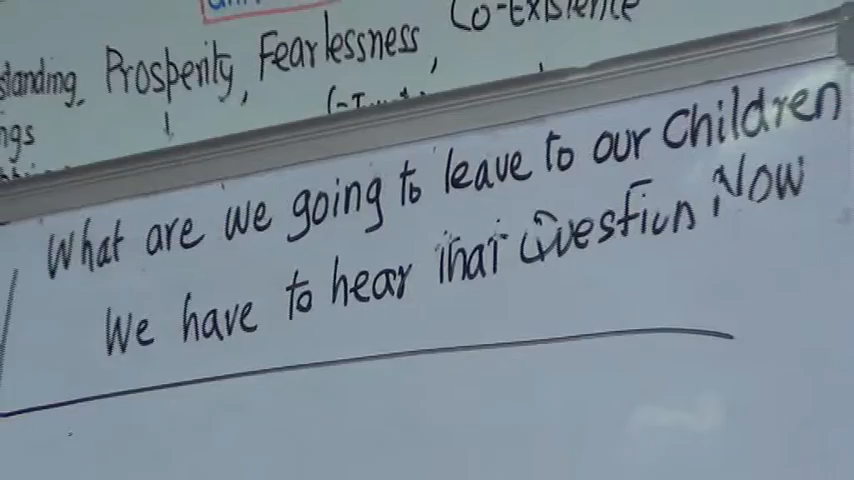 Prosperity, Fearlessness, Co-Existence
What are we going to leave to our Children
We have to hear that Question Now